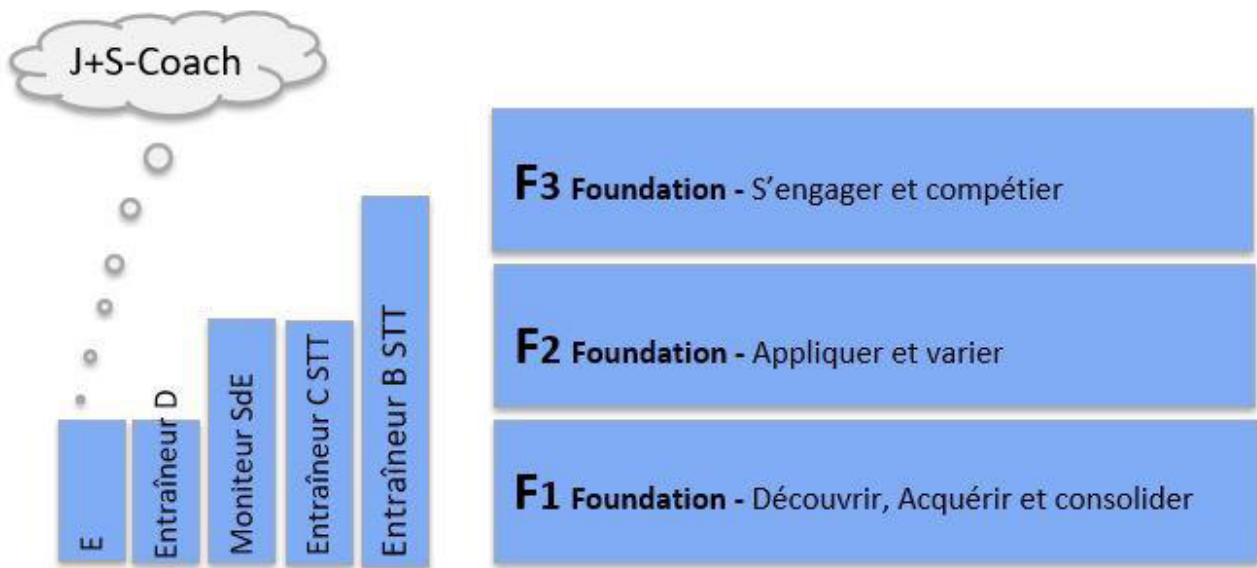 J+S-Coach
E
Entraîneur D
Moniteur SdE
Entraîneur C STT
Entraîneur B STT
F3 Foundation - S'engager et compétier
F2 Foundation - Appliquer et varier
F1 Foundation - Découvrir, Acquérir et consolider